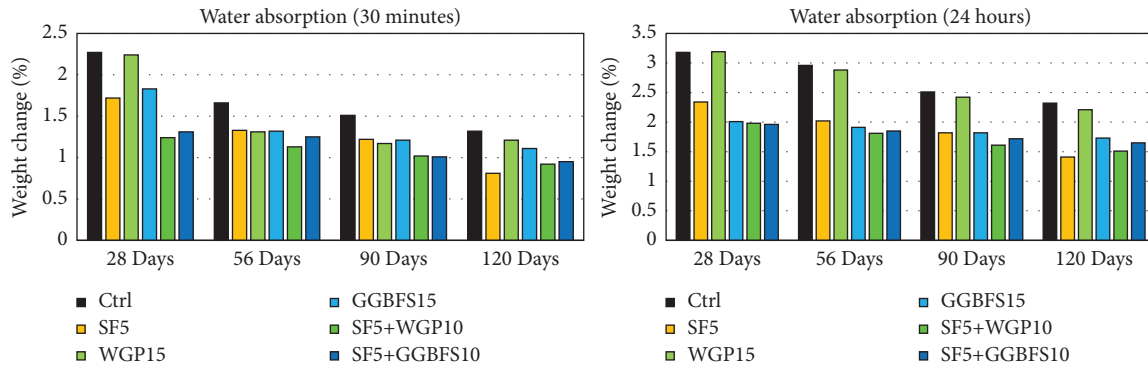 Water absorption (30 minutes)
Weight change (%)
2.5
2
1.5
1
0.5
0
28 Days 56 Days 90 Days 120 Days
Ctrl
SF5
WGP15
GGBFS15
SF5+WGP10
SF5+GGBFS10
Water absorption (24 hours)
Weight change (%)
3.5
3
2.5
2
1.5
1
0.5
0
28 Days 56 Days 90 Days 120 Days
Ctrl
SF5
WGP15
GGBFS15
SF5+WGP10
SF5+GGBFS10